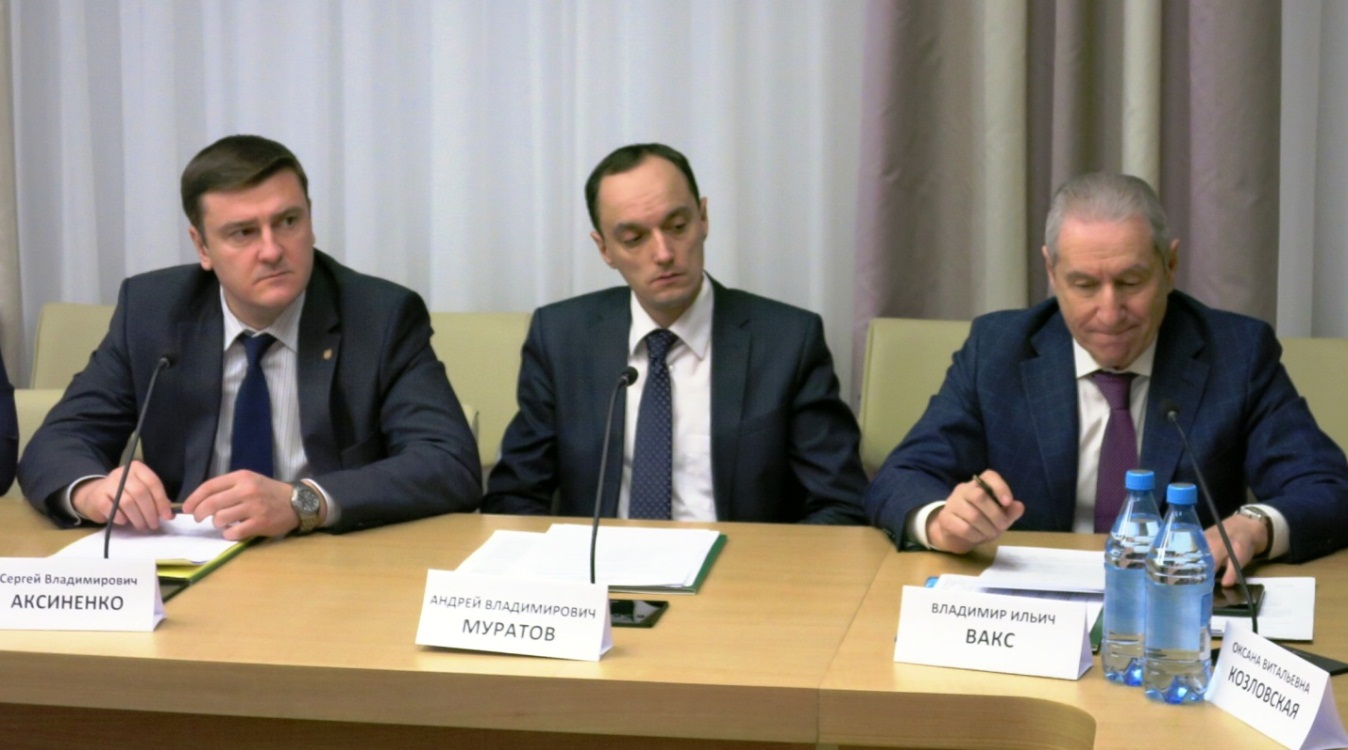 Сергей Владимирович
АКСИНЕНКО
АНДРЕЙ ВЛАДИМИРОВИЧ
МУРАТОВ
ВЛАДИМИР ИЛЬИЧ
ВАКС
ОКСАНА ВИТАЛЬЕВНА
КОЗЛОВСКАЯ